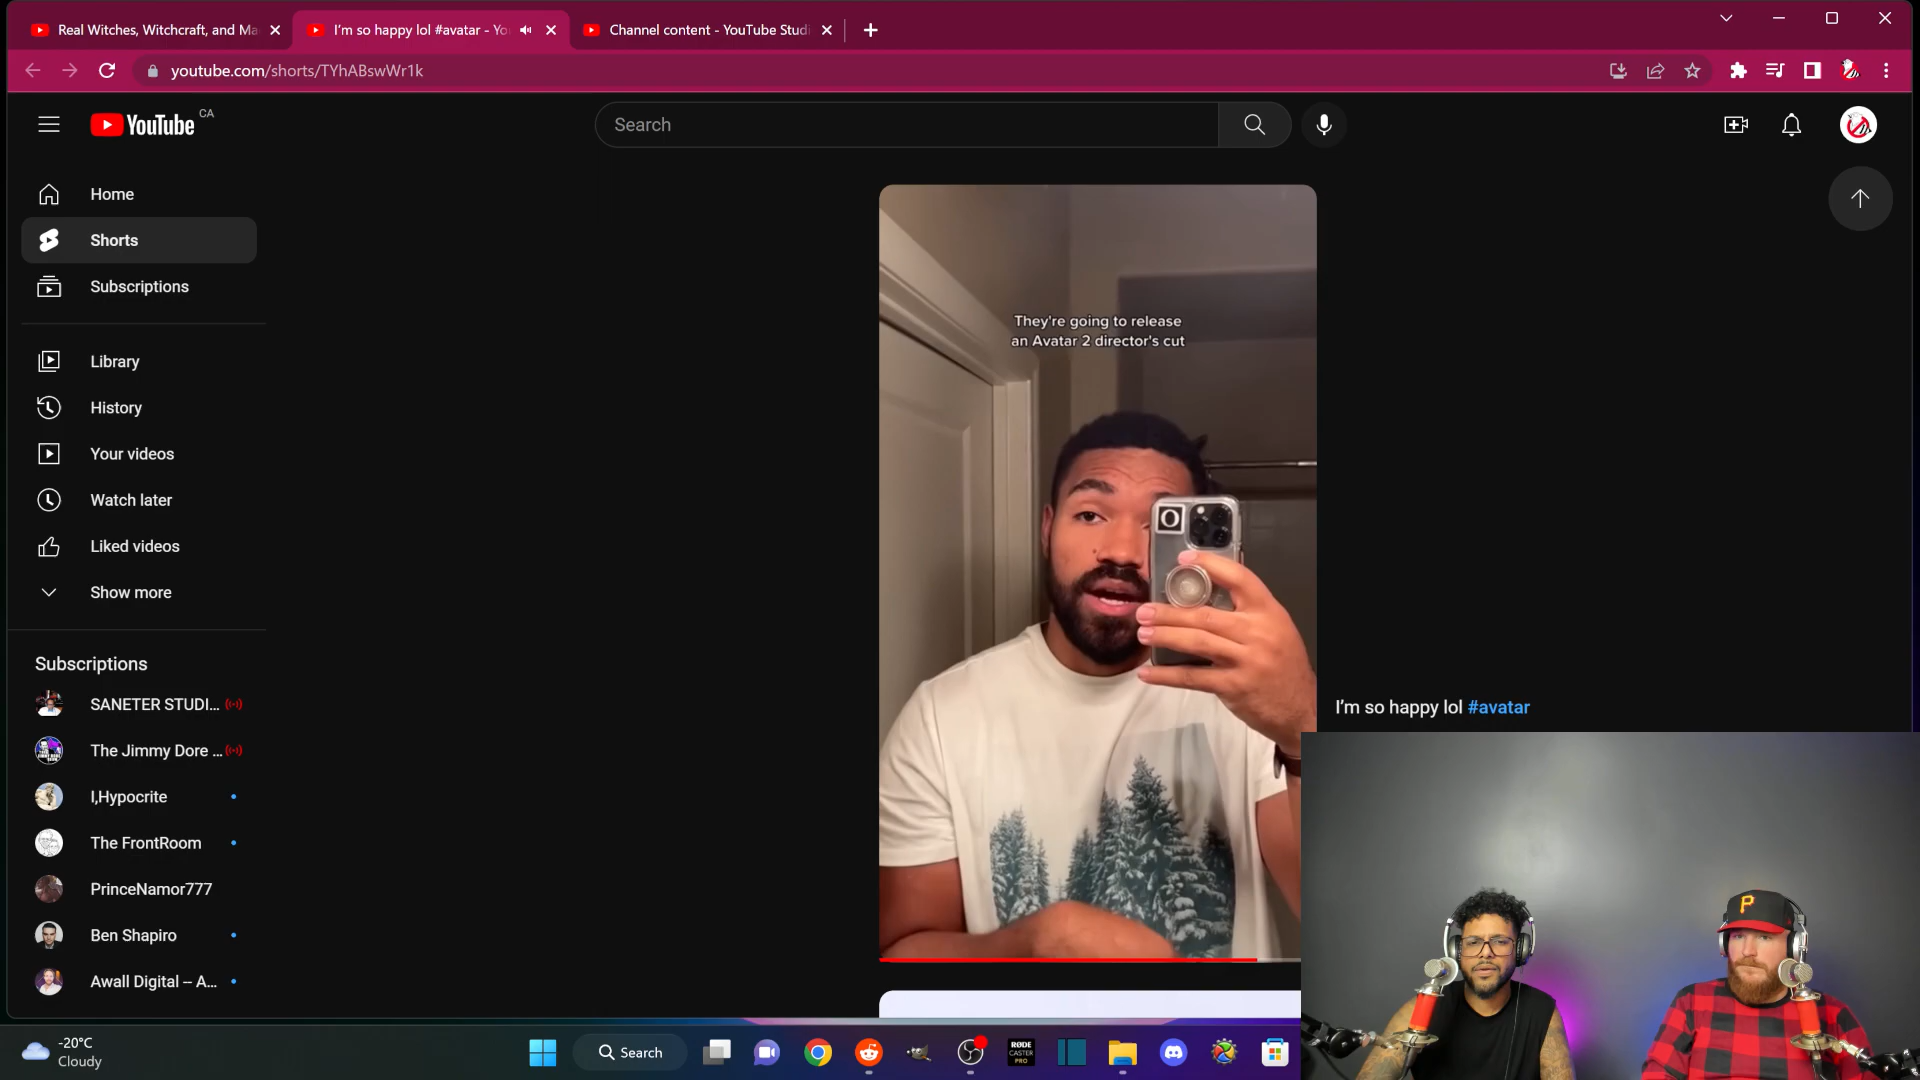 Real Witches, Witchcraft, and Ma
I'm so happy lol #avatar - Yo
Channel content - YouTube Studi
youtube.com/shorts/TYhABswWr1k
YouTube CA
Search
Home
Shorts
Subscriptions
Library
History
Your videos
Watch later
Liked videos
Show more
Subscriptions
SANETER STUDI...
The Jimmy Dore ...
I,Hypocrite
The FrontRoom
PrinceNamor777
Ben Shapiro
Awall Digital -- A...
They're going to release
an Avatar 2 director's cut
O
I'm so happy lol #avatar
P
-20°C
Cloudy
Search
RØDE
CASTER
PRO